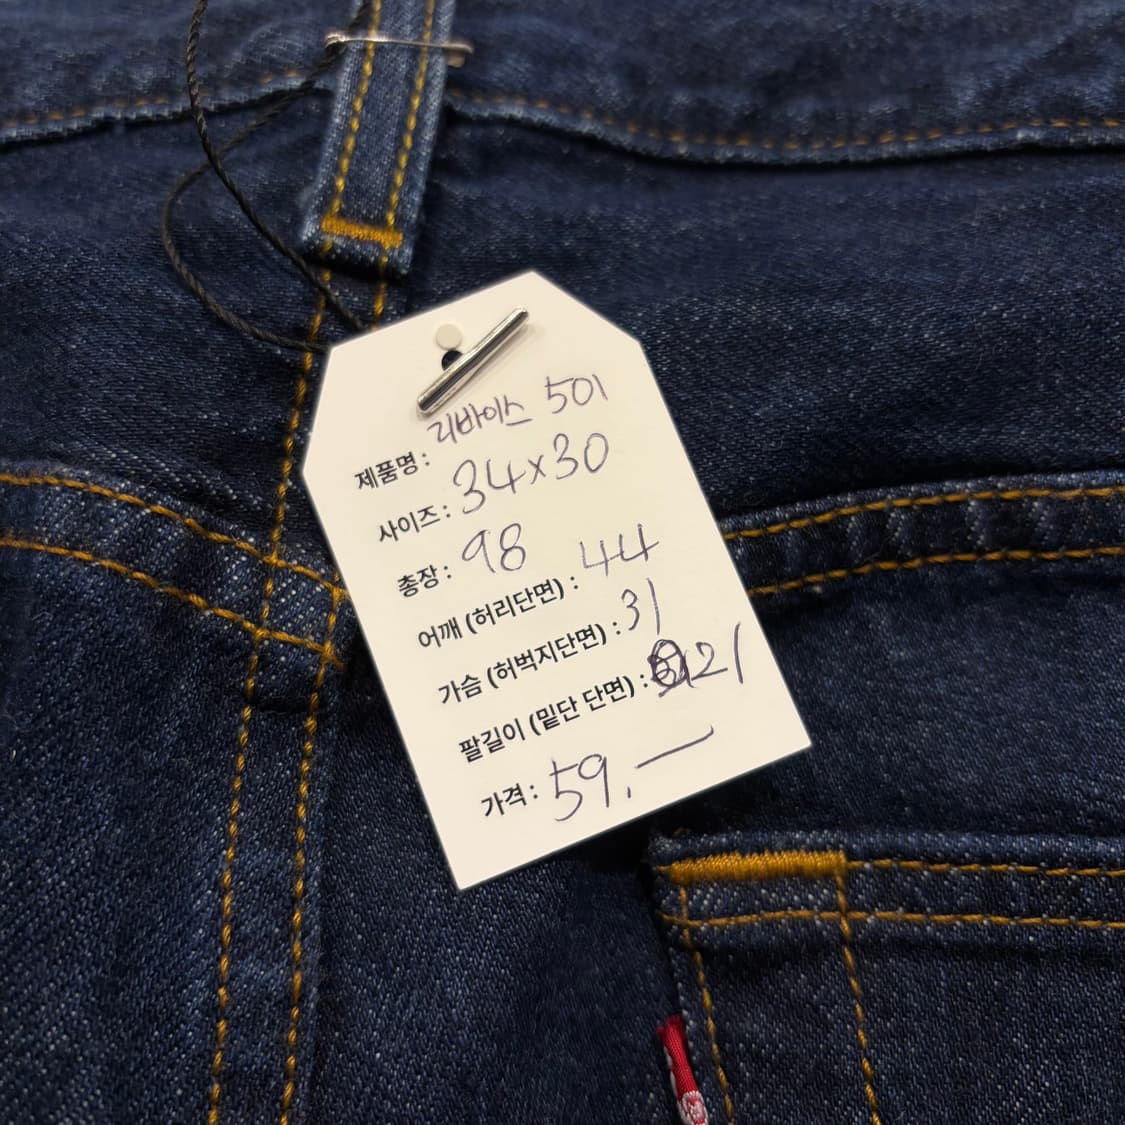 제품명: 리바이스 501
사이즈: 34x30
총장: 98
어깨 (허리단면): 44
가슴 (허벅지단면): 31
팔길이 (밑단 단면): 21
가격: 59.—